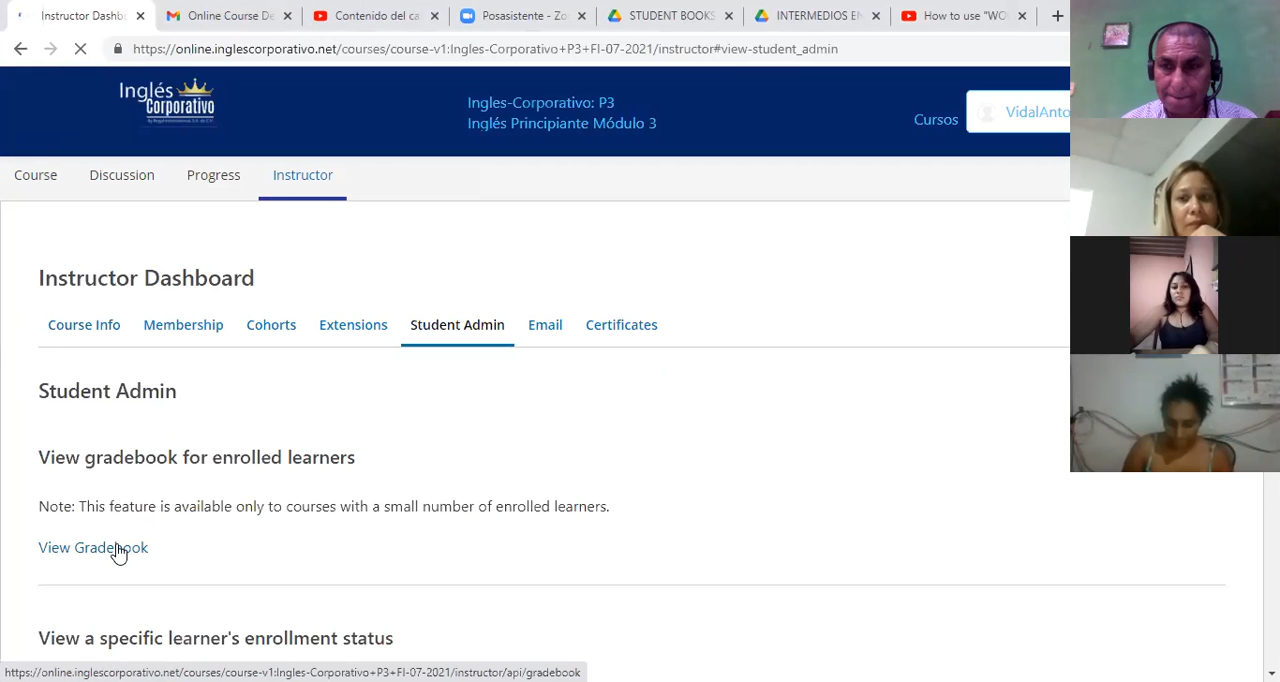 Instructor Dashb
Online Course De
Contenido del ca
Posasistente - Zo
STUDENT BOOKS
INTERMEDIOS EN
How to use "WO
https://online.inglescorporativo.net/courses/course-v1:Ingles-Corporativo+P3+FI-07-2021/instructor#view-student_admin
Inglés
Corporativo
Ingles-Corporativo: P3
Inglés Principiante Módulo 3
Cursos
VidalAnto
Course
Discussion
Progress
Instructor
Instructor Dashboard
Course Info
Membership
Cohorts
Extensions
Student Admin
Email
Certificates
Student Admin
View gradebook for enrolled learners
Note: This feature is available only to courses with a small number of enrolled learners.
View Gradebook
View a specific learner's enrollment status
https://online.inglescorporativo.net/courses/course-v1:Ingles-Corporativo+P3+FI-07-2021/instructor/api/gradebook